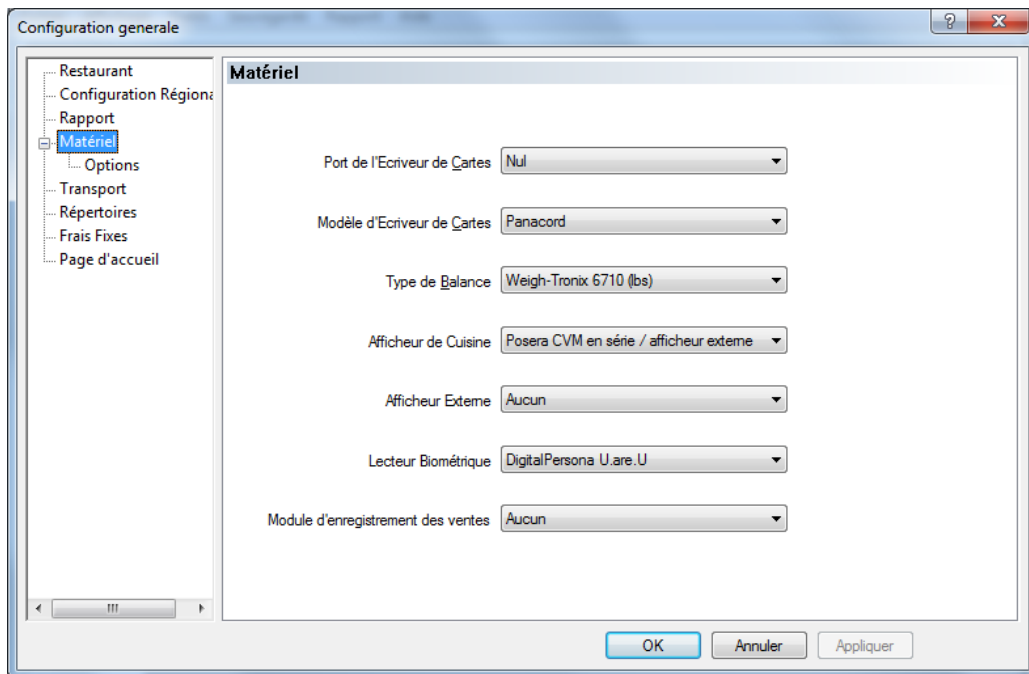 Configuration generale
Restaurant
Configuration Régiona
Rapport
Matériel
Options
Transport
Répertoires
Frais Fixes
Page d'accueil
Matériel
Port de l'Ecriveur de Cartes Nul
Modèle d'Ecriveur de Cartes Panacord
Type de Balance Weigh-Tronix 6710 (lbs)
Afficheur de Cuisine Posera CVM en série / afficheur externe
Afficheur Externe Aucun
Lecteur Biométrique DigitalPersona U.are.U
Module d'enregistrement des ventes Aucun
OK Annuler Appliquer